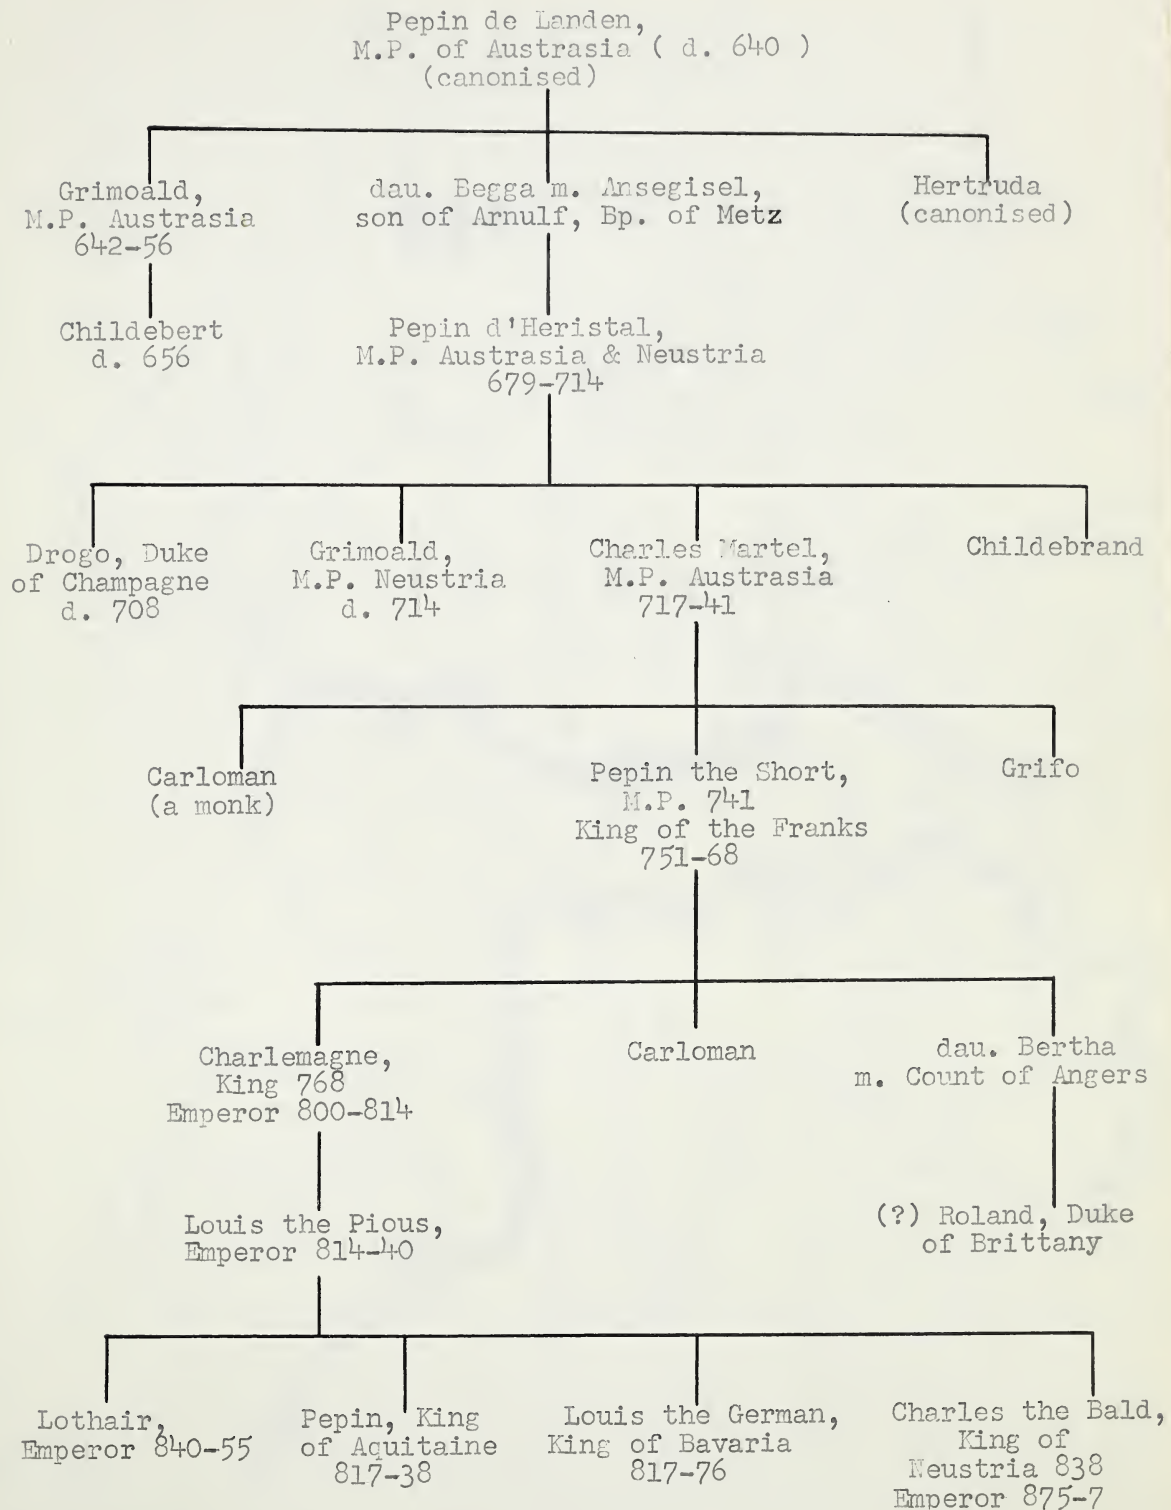 Pepin de Landen,
M.P. of Austrasia ( d. 640 )
(canonised)
Grimoald,
M.P. Austrasia
642-56
dau. Begga m. Ansegisel,
son of Arnulf, Bp. of Metz
Hertruda
(canonised)
Childebert
d. 656
Pepin d'Heristal,
M.P. Austrasia & Neustria
679-714
Drogo, Duke
of Champagne
d. 708
Grimoald,
M.P. Neustria
d. 714
Charles Martel,
M.P. Austrasia
717-41
Childebrand
Carloman
(a monk)
Pepin the Short,
M.P. 741
King of the Franks
751-68
Grifo
Charlemagne,
King 768
Emperor 800-814
Carloman
dau. Bertha
m. Count of Angers
Louis the Pious,
Emperor 814-40
(?) Roland, Duke
of Brittany
Lothair,
Emperor 840-55
Pepin, King
of Aquitaine
817-38
Louis the German,
King of Bavaria
817-76
Charles the Bald,
King of
Neustria 838
Emperor 875-7